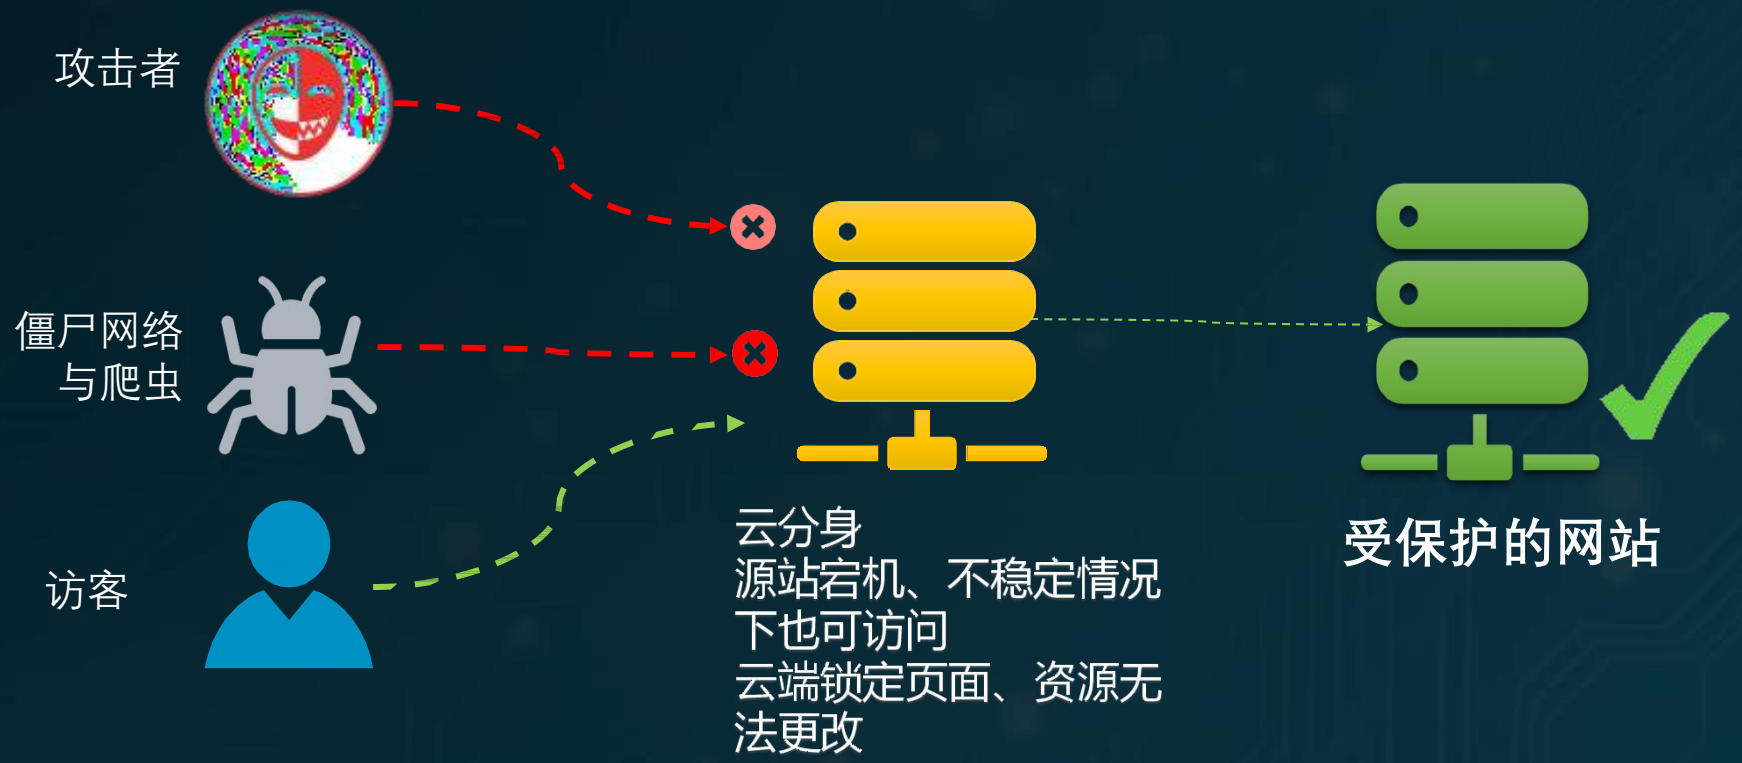 攻击者
僵尸网络
与爬虫
访客
云分身
源站宕机、不稳定情况
下也可访问
云端锁定页面、资源无
法更改
受保护的网站